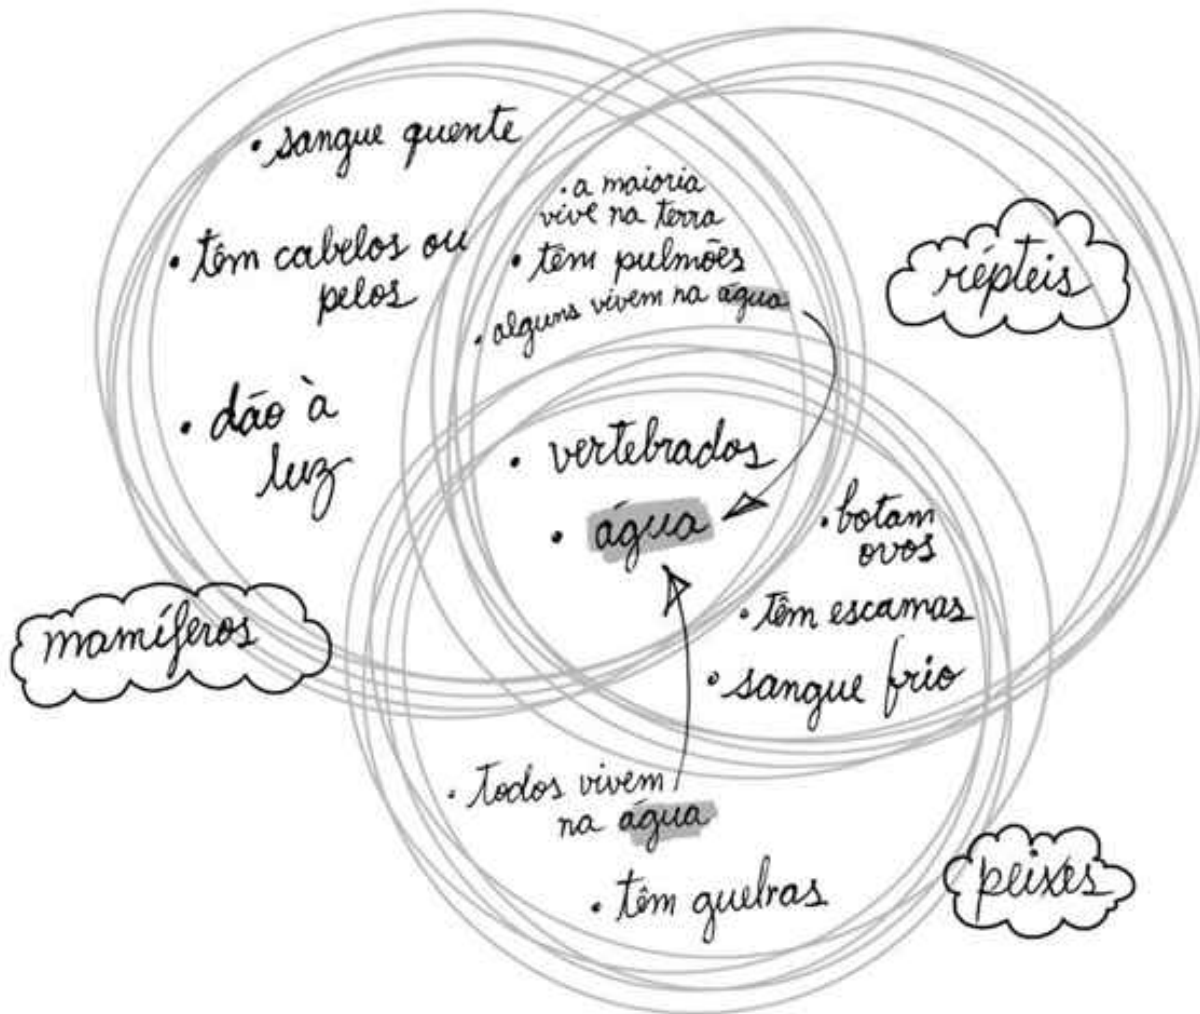 • sangue quente
• têm cabelos ou
pelos
• dão à
luz
mamíferos
• a maioria
vive na terra
• têm pulmões
• alguns vivem na água
répteis
• vertebrados
• água
• botam
ovos
• têm escamas
• sangue frio
• todos vivem
na água
• têm guelras
peixes